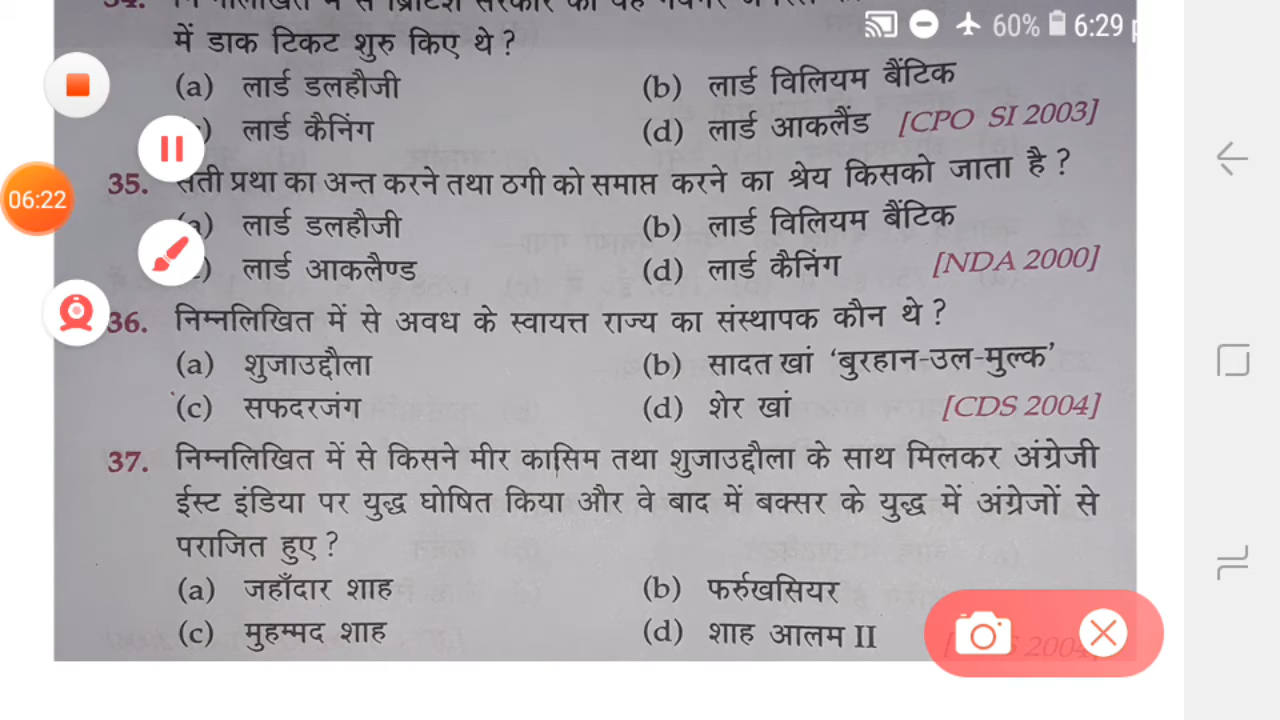 60% 6:29
में डाक टिकट शुरु किए थे ?
(a) लार्ड डलहौजी (b) लार्ड विलियम बैंटिक
लार्ड कैनिंग (d) लार्ड आकलैंड [CPO SI 2003]
06:22
35. सती प्रथा का अन्त करने तथा ठगी को समाप्त करने का श्रेय किसको जाता है ?
लार्ड डलहौजी (b) लार्ड विलियम बैंटिक
लार्ड आकलैण्ड (d) लार्ड कैनिंग [NDA 2000]
36. निम्नलिखित में से अवध के स्वायत्त राज्य का संस्थापक कौन थे ?
(a) शुजाउद्दौला (b) सादत खां ‘बुरहान-उल-मुल्क’
(c) सफदरजंग (d) शेर खां [CDS 2004]
37. निम्नलिखित में से किसने मीर कासिम तथा शुजाउद्दौला के साथ मिलकर अंग्रेजी
ईस्ट इंडिया पर युद्ध घोषित किया और वे बाद में बक्सर के युद्ध में अंग्रेजों से
पराजित हुए ?
(a) जहाँदार शाह (b) फर्रुखसियर
(c) मुहम्मद शाह (d) शाह आलम II